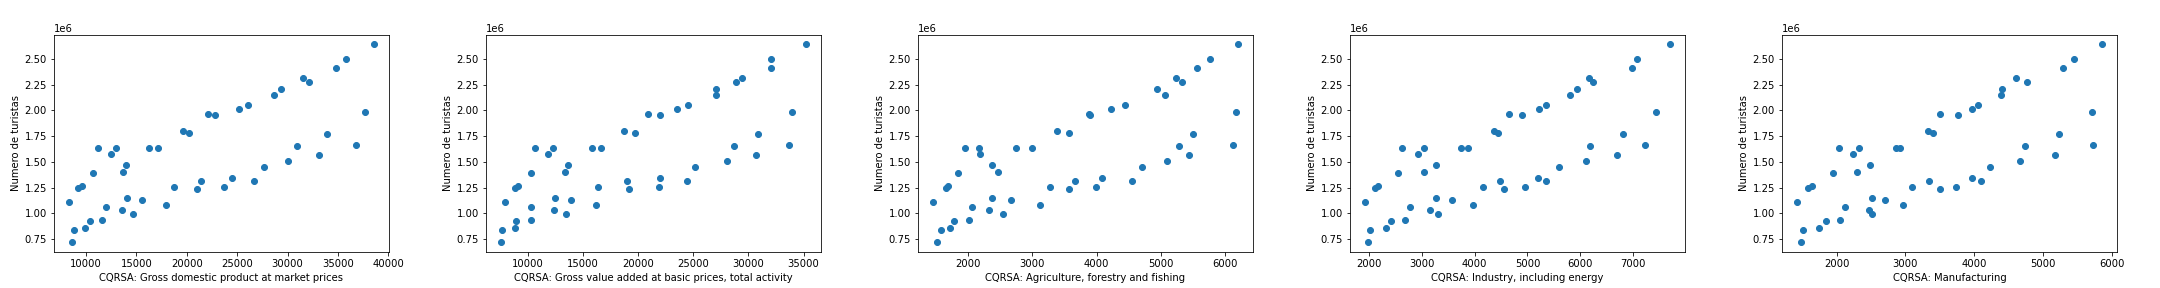 1e6
2.50
2.25
2.00
1.75
1.50
1.25
1.00
0.75
Numero de turistas
10000 15000 20000 25000 30000 35000 40000
CQRSA: Gross domestic product at market prices
1e6
2.50
2.25
2.00
1.75
1.50
1.25
1.00
0.75
Numero de turistas
10000 15000 20000 25000 30000 35000
CQRSA: Gross value added at basic prices, total activity
1e6
2.50
2.25
2.00
1.75
1.50
1.25
1.00
0.75
Numero de turistas
2000 3000 4000 5000 6000
CQRSA: Agriculture, forestry and fishing
1e6
2.50
2.25
2.00
1.75
1.50
1.25
1.00
0.75
Numero de turistas
2000 3000 4000 5000 6000 7000
CQRSA: Industry, including energy
1e6
2.50
2.25
2.00
1.75
1.50
1.25
1.00
0.75
Numero de turistas
2000 3000 4000 5000 6000
CQRSA: Manufacturing